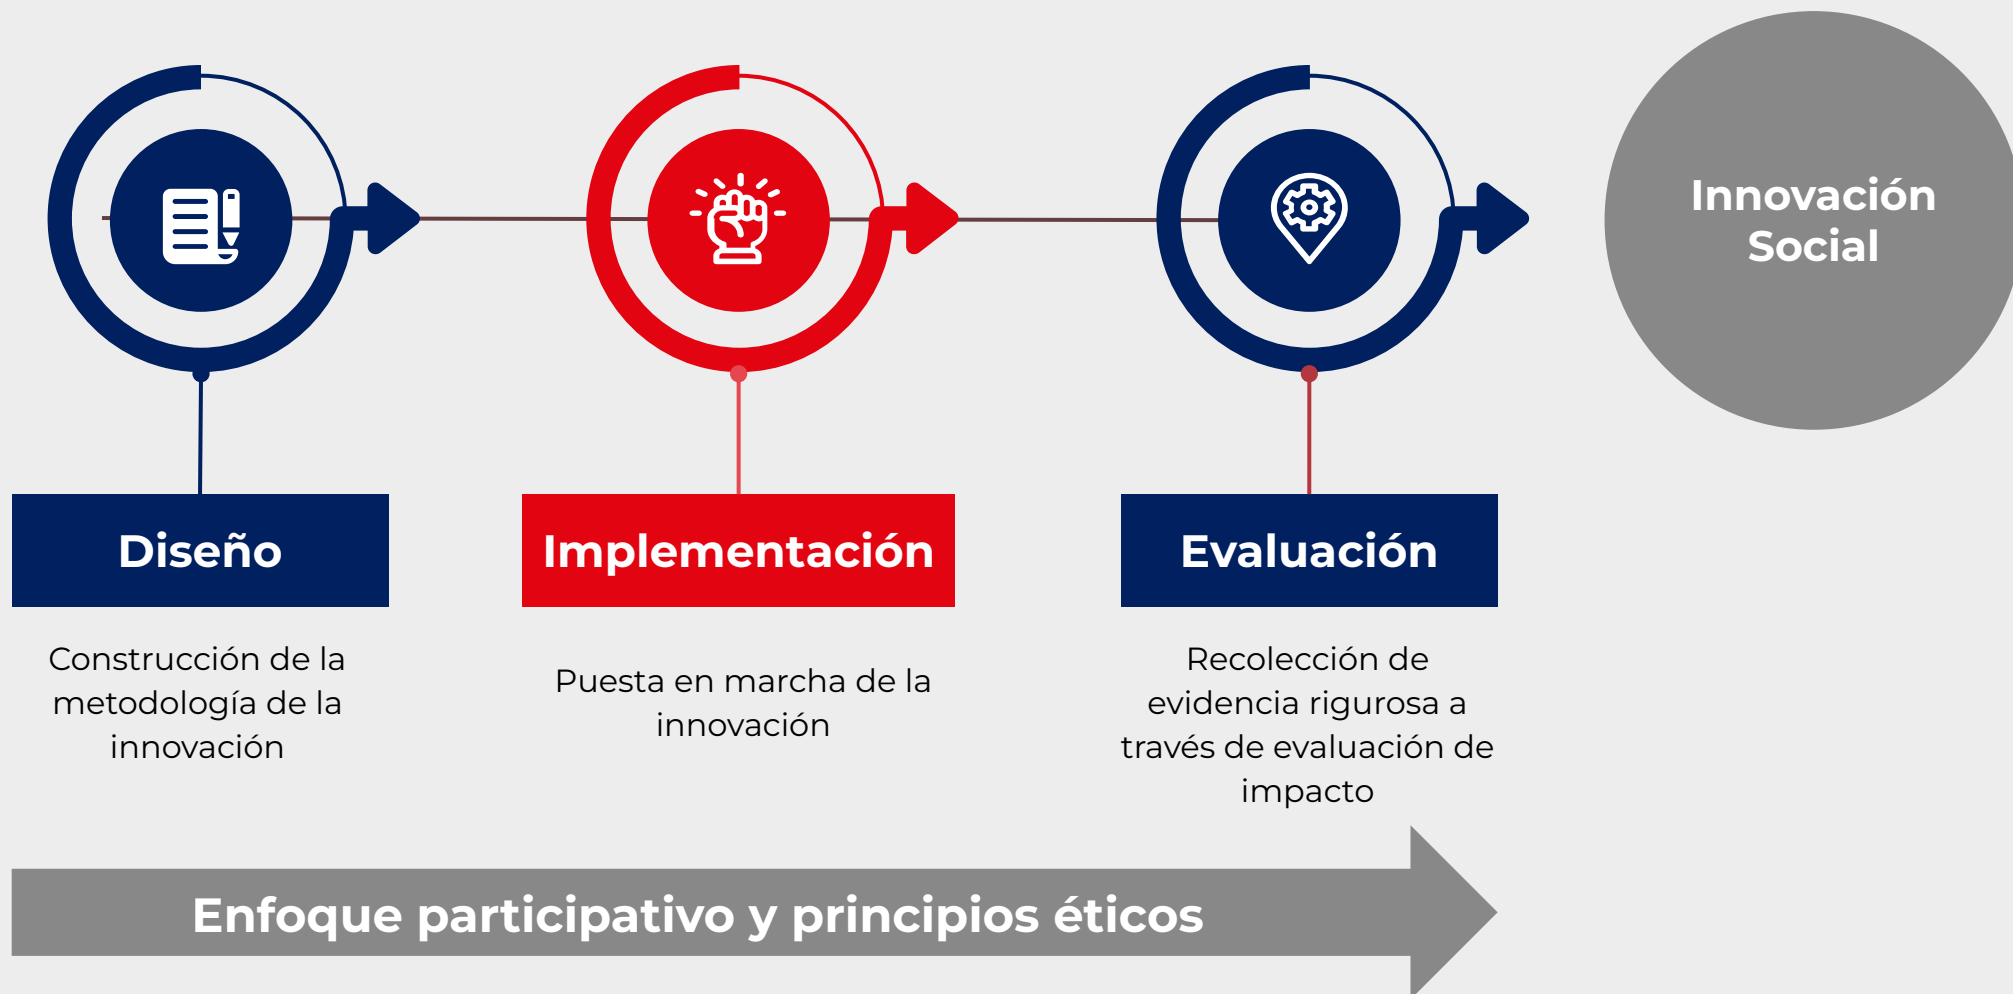 Innovación
Social
Diseño
Implementación
Evaluación
Construcción de la
metodología de la
innovación
Puesta en marcha de la
innovación
Recolección de
evidencia rigurosa a
través de evaluación de
impacto
Enfoque participativo y principios éticos